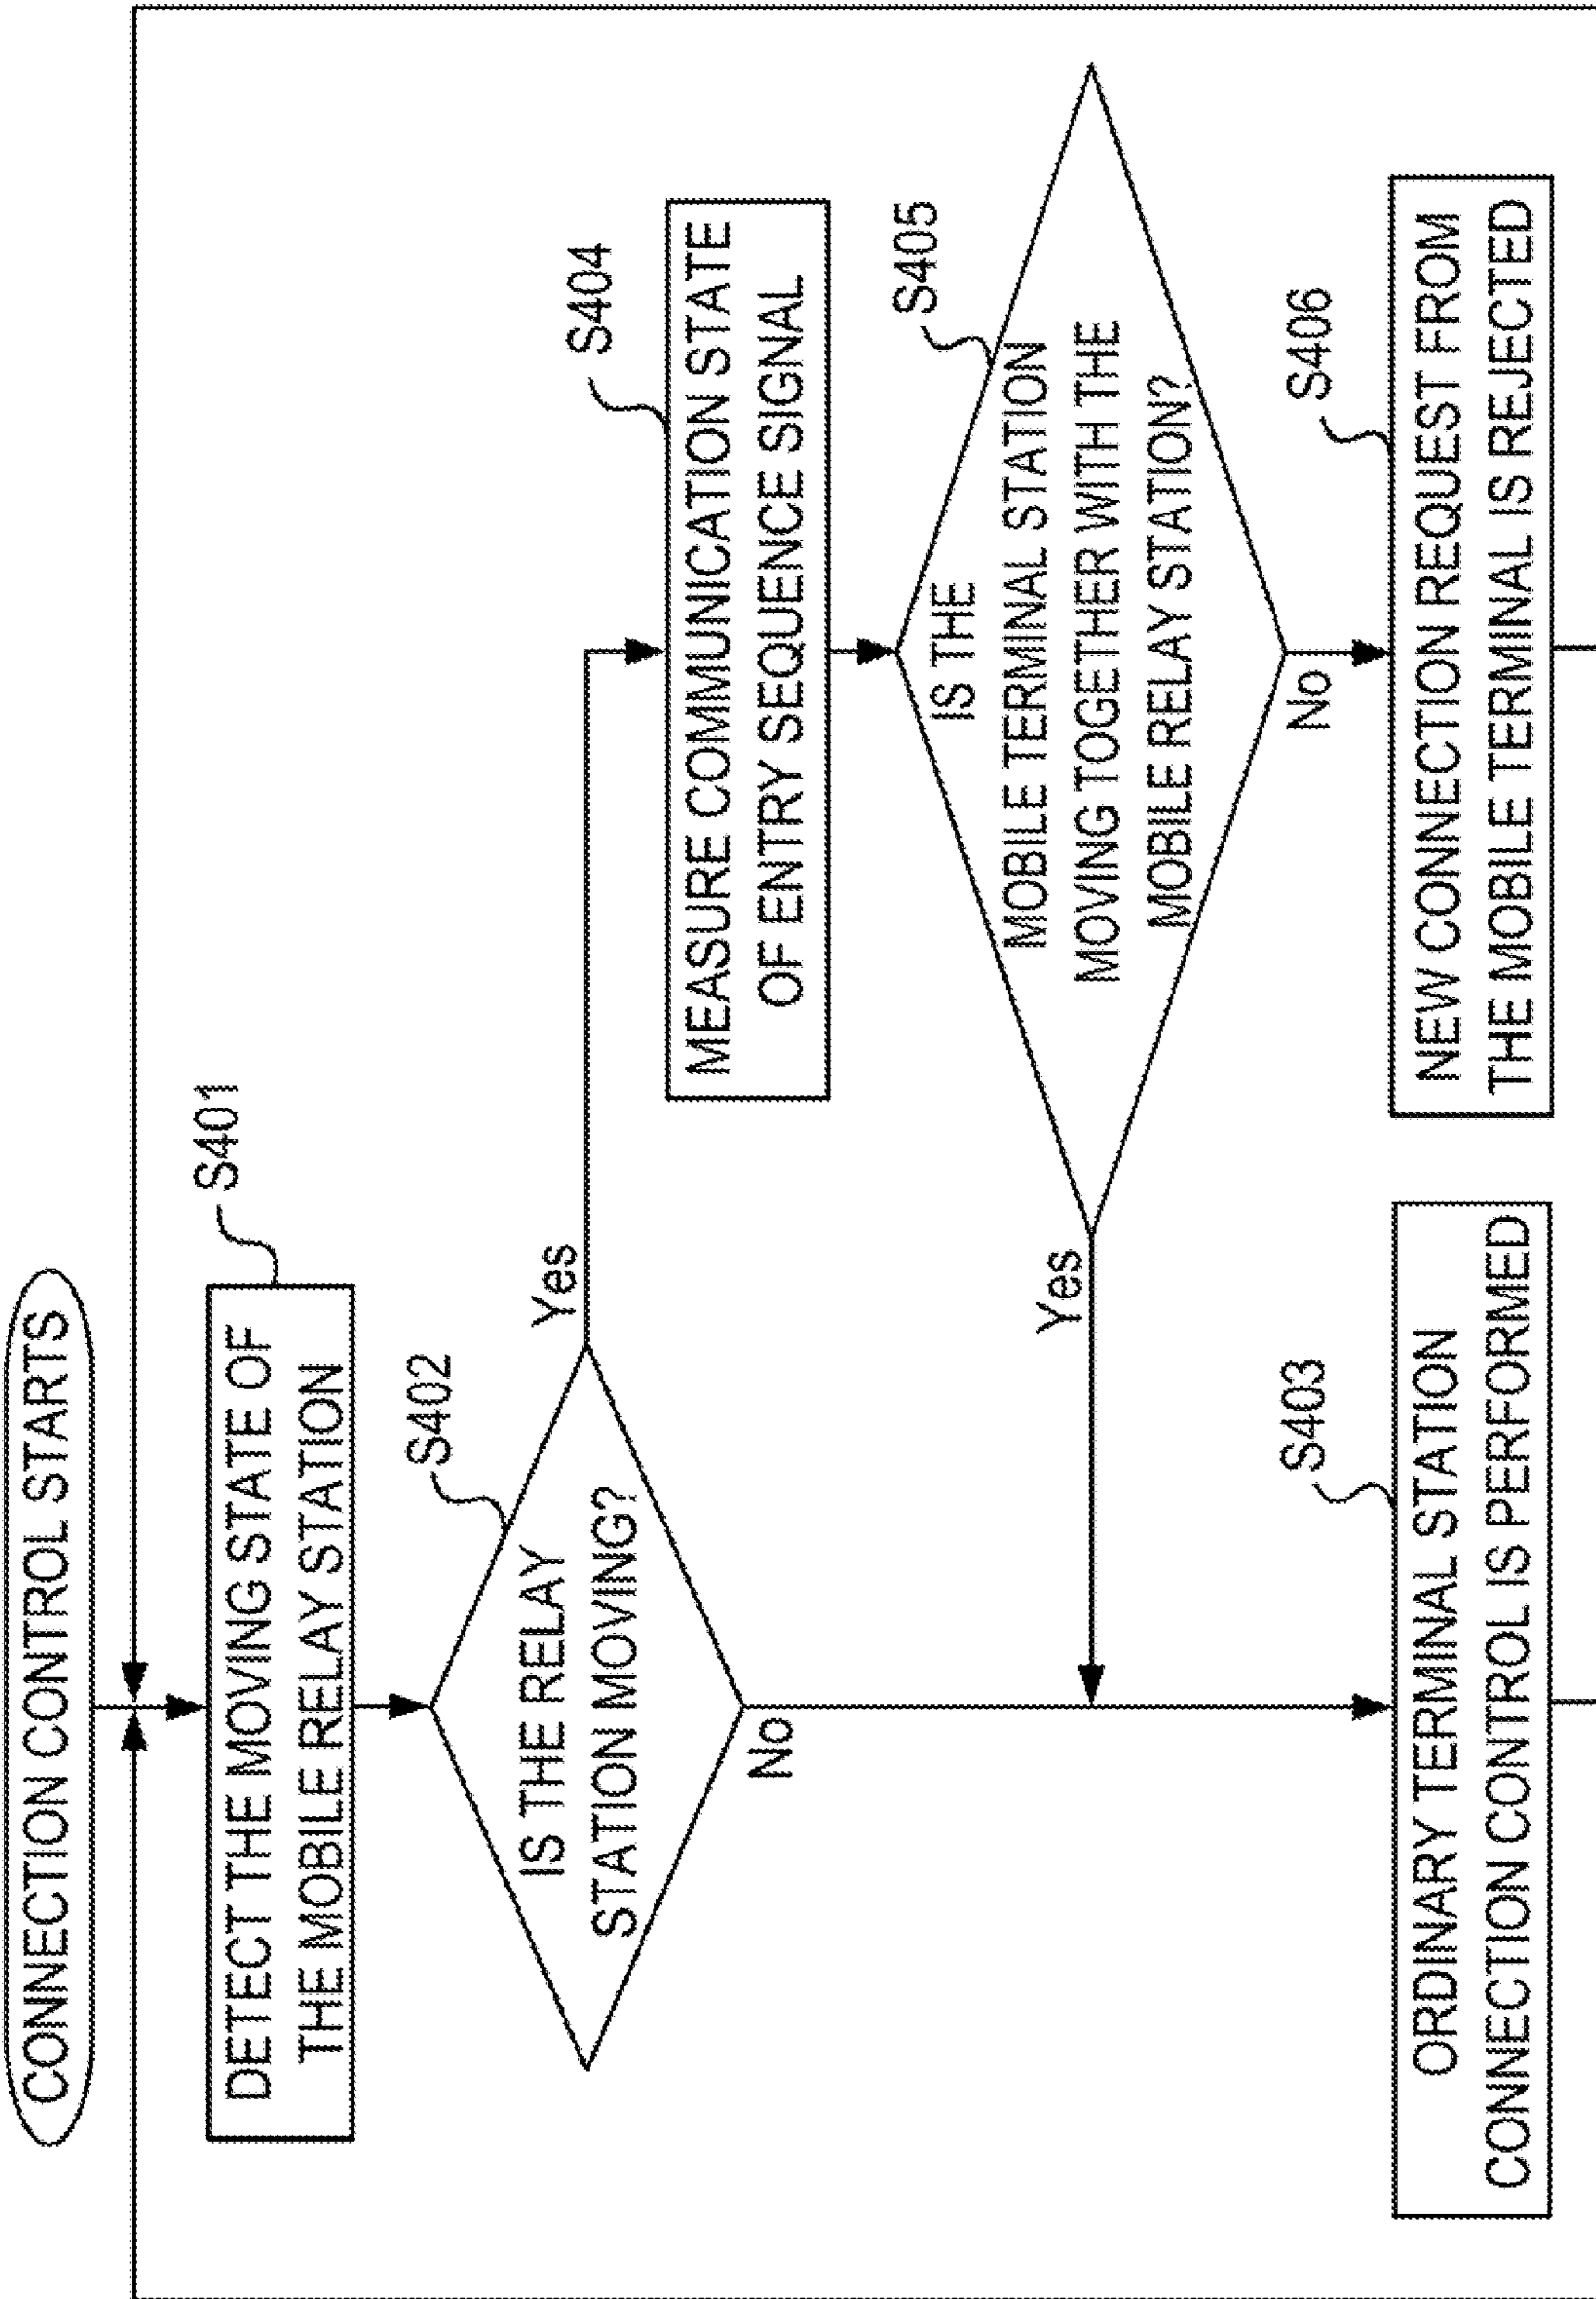 CONNECTION CONTROL STARTS
S401
DETECT THE MOVING STATE OF
THE MOBILE RELAY STATION
S402
IS THE RELAY
STATION MOVING?
Yes
No
S404
MEASURE COMMUNICATION STATE
OF ENTRY SEQUENCE SIGNAL
S405
IS THE
MOBILE TERMINAL STATION
MOVING TOGETHER WITH THE
MOBILE RELAY STATION?
Yes
No
S403
ORDINARY TERMINAL STATION
CONNECTION CONTROL IS PERFORMED
S406
NEW CONNECTION REQUEST FROM
THE MOBILE TERMINAL IS REJECTED